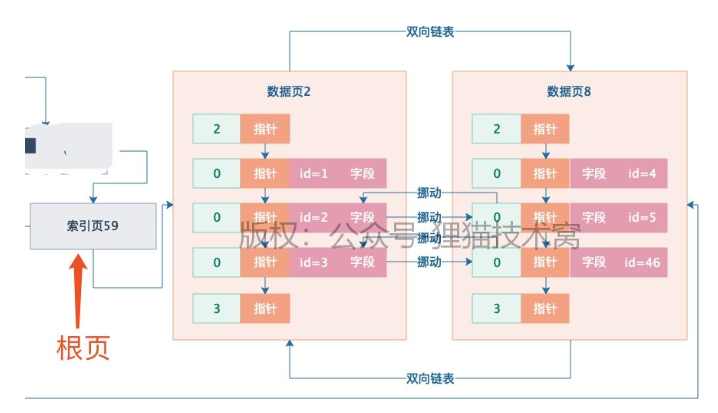 双向链表
数据页2
数据页8
2 指针
2 指针
0 指针 id=1 字段
0 指针 字段 id=4
挪动
0 指针 id=2 字段
0 指针 字段 id=5
挪动
索引页59
版权：公众号 狸猫技术窝
挪动
0 指针 id=3 字段
挪动
0 指针 字段 id=46
3 指针
3 指针
根页
双向链表